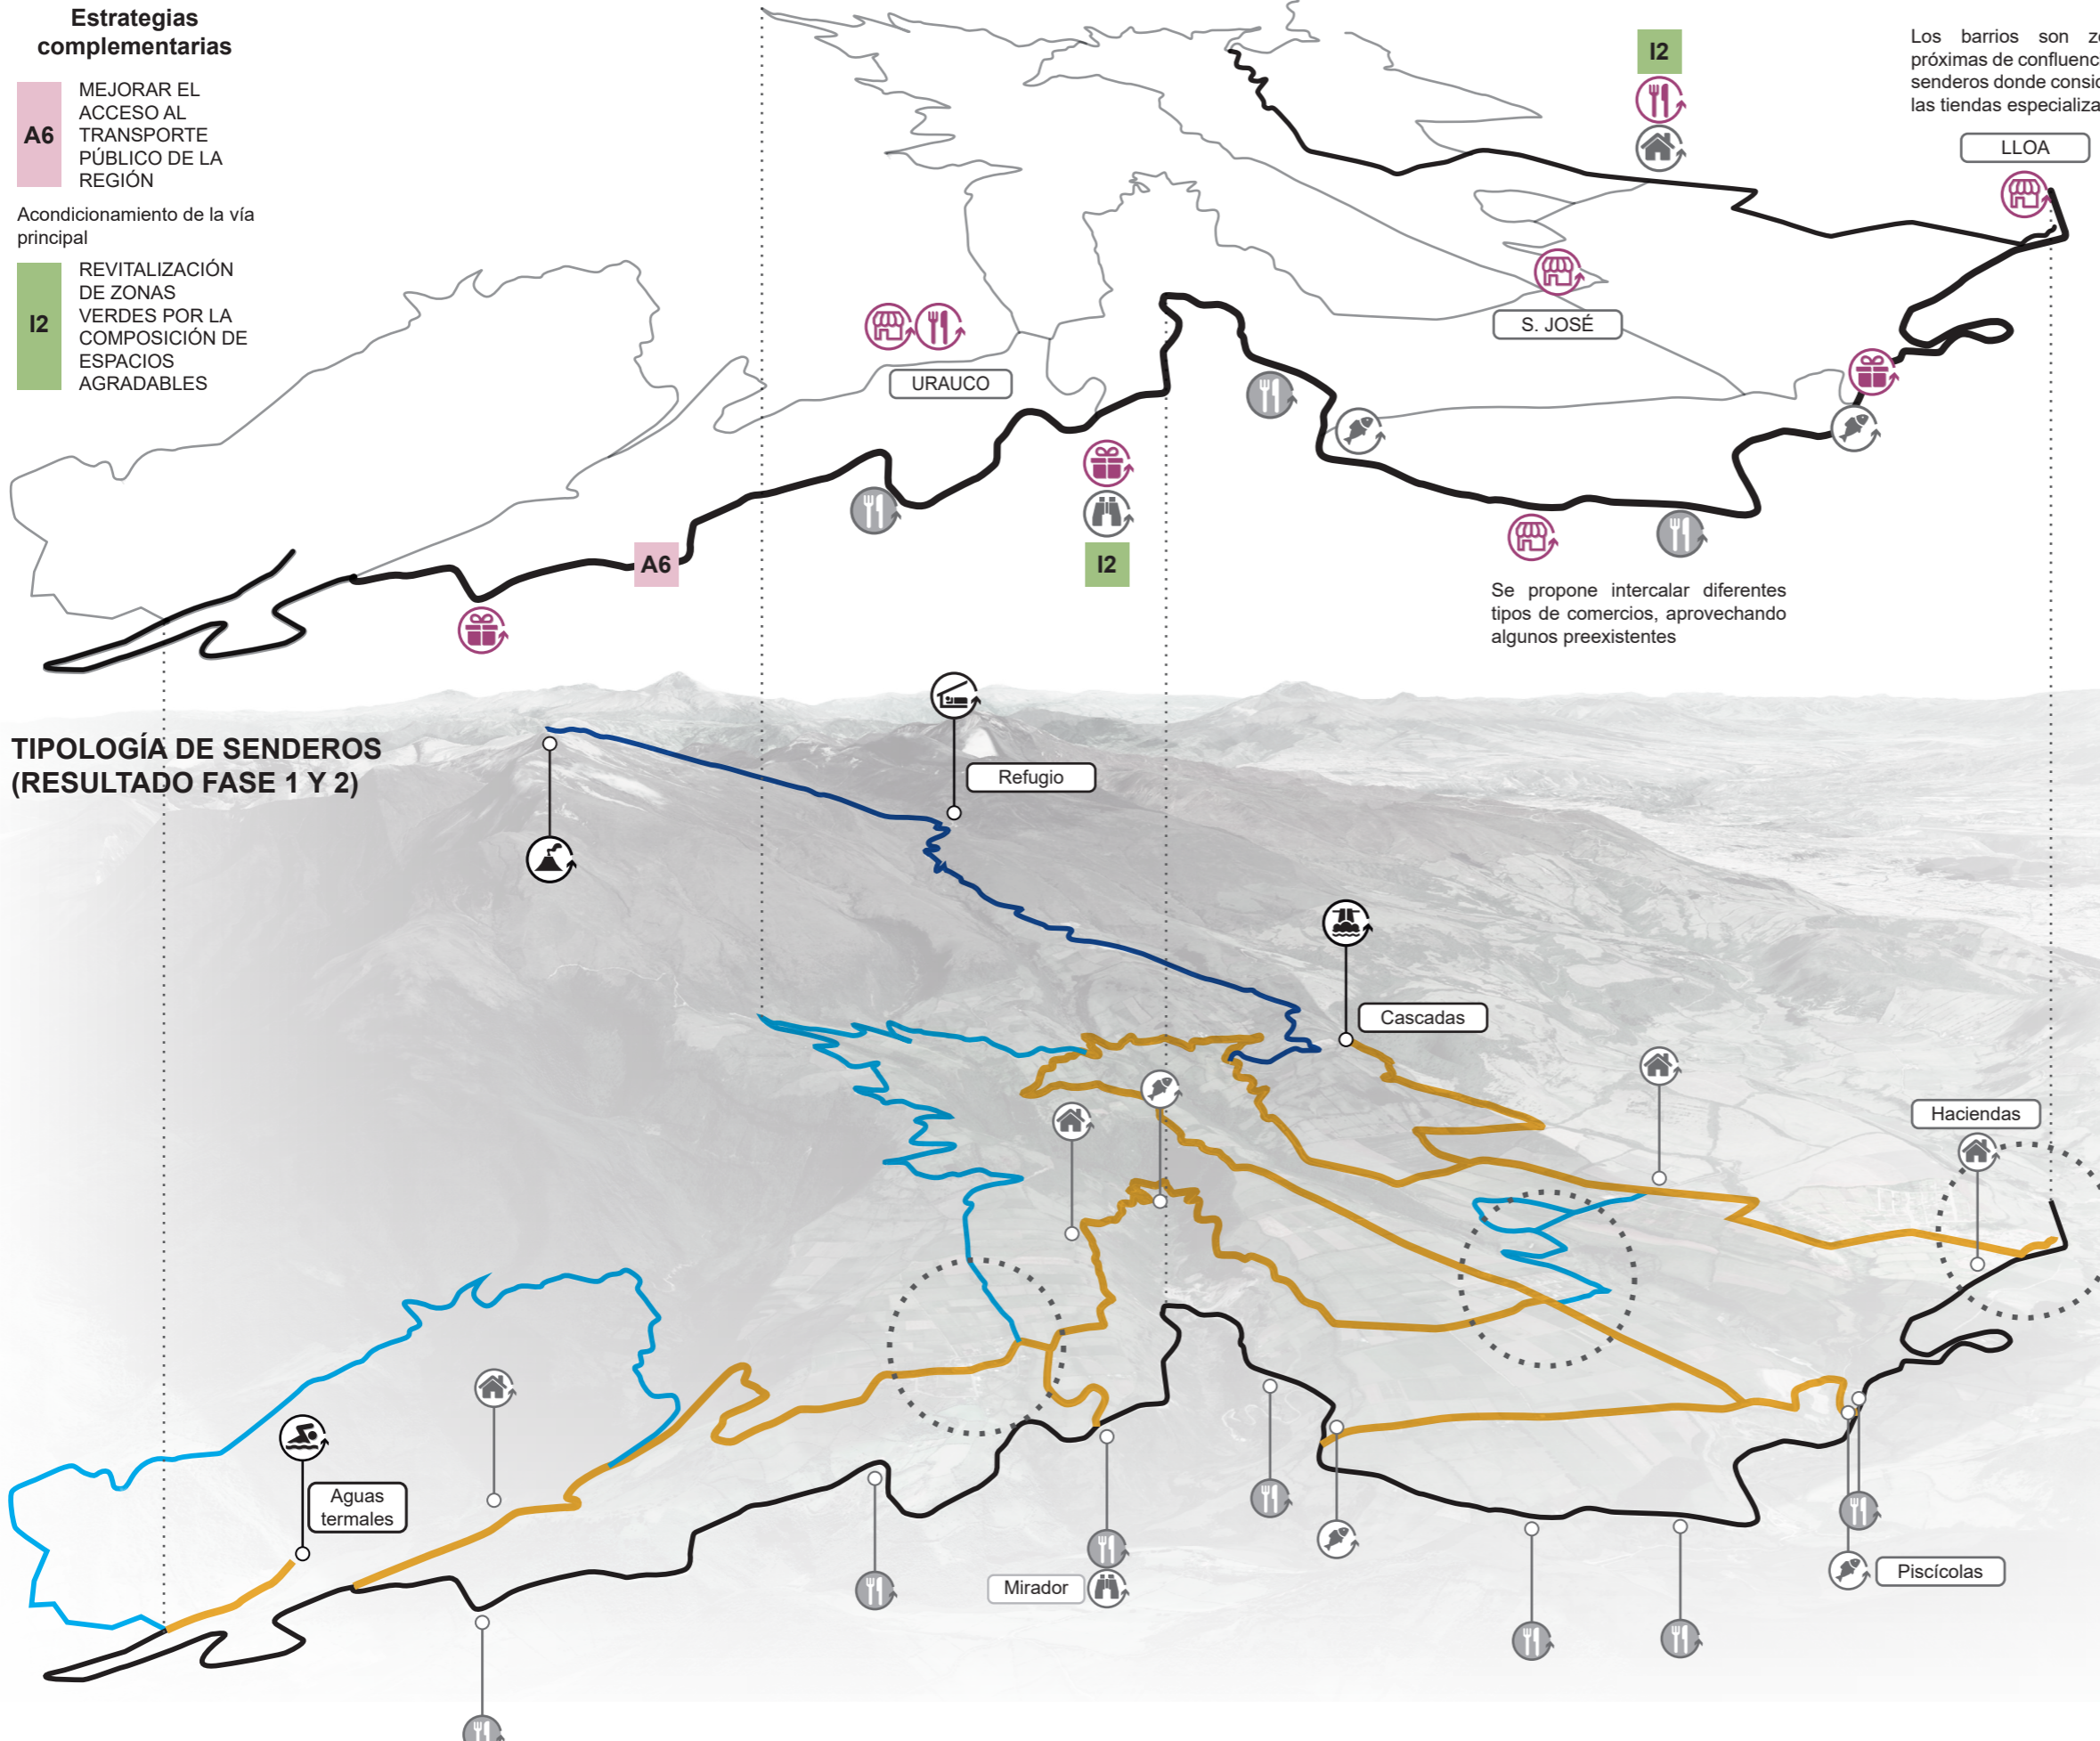 Estrategias
complementarias
A6
MEJORAR EL
ACCESO AL
TRANSPORTE
PÚBLICO DE LA
REGIÓN
Acondicionamiento de la vía
principal
I2
REVITALIZACIÓN
DE ZONAS
VERDES POR LA
COMPOSICIÓN DE
ESPACIOS
AGRADABLES
I2
Los barrios son
próximas de
senderos donde
las tiendas
LLOA
S. JOSÉ
URAUCO
A6
I2
Se propone intercalar diferentes
tipos de comercios, aprovechando
algunos preexistentes
TIPOLOGÍA DE SENDEROS
(RESULTADO FASE 1 Y 2)
Refugio
Cascadas
Haciendas
Aguas
termales
Mirador
Piscícolas